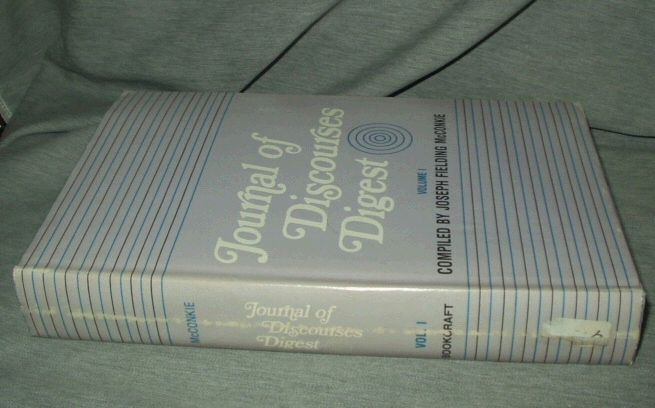 Journal of
Discourses
Digest
VOLUME I
COMPILED BY JOSEPH FIELDING McCONKIE
McCONKIE
Journal of
Discourses
Digest
VOL. I
BOOKCRAFT